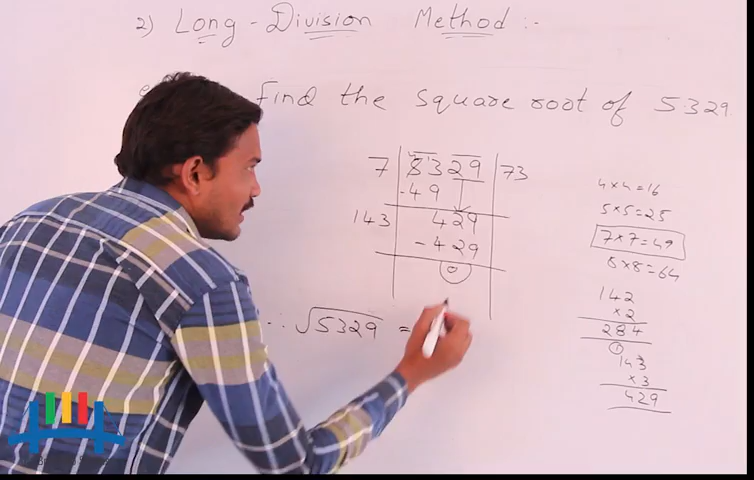 2) Long - Division Method :-
find the square root of 5329
7 5329 73
- 49
143 429
- 429
0
∴ √5329 =
4 x 4 = 16
5 x 5 = 25
7 x 7 = 49
8 x 8 = 64
142
x 2
284
143
x 3
429